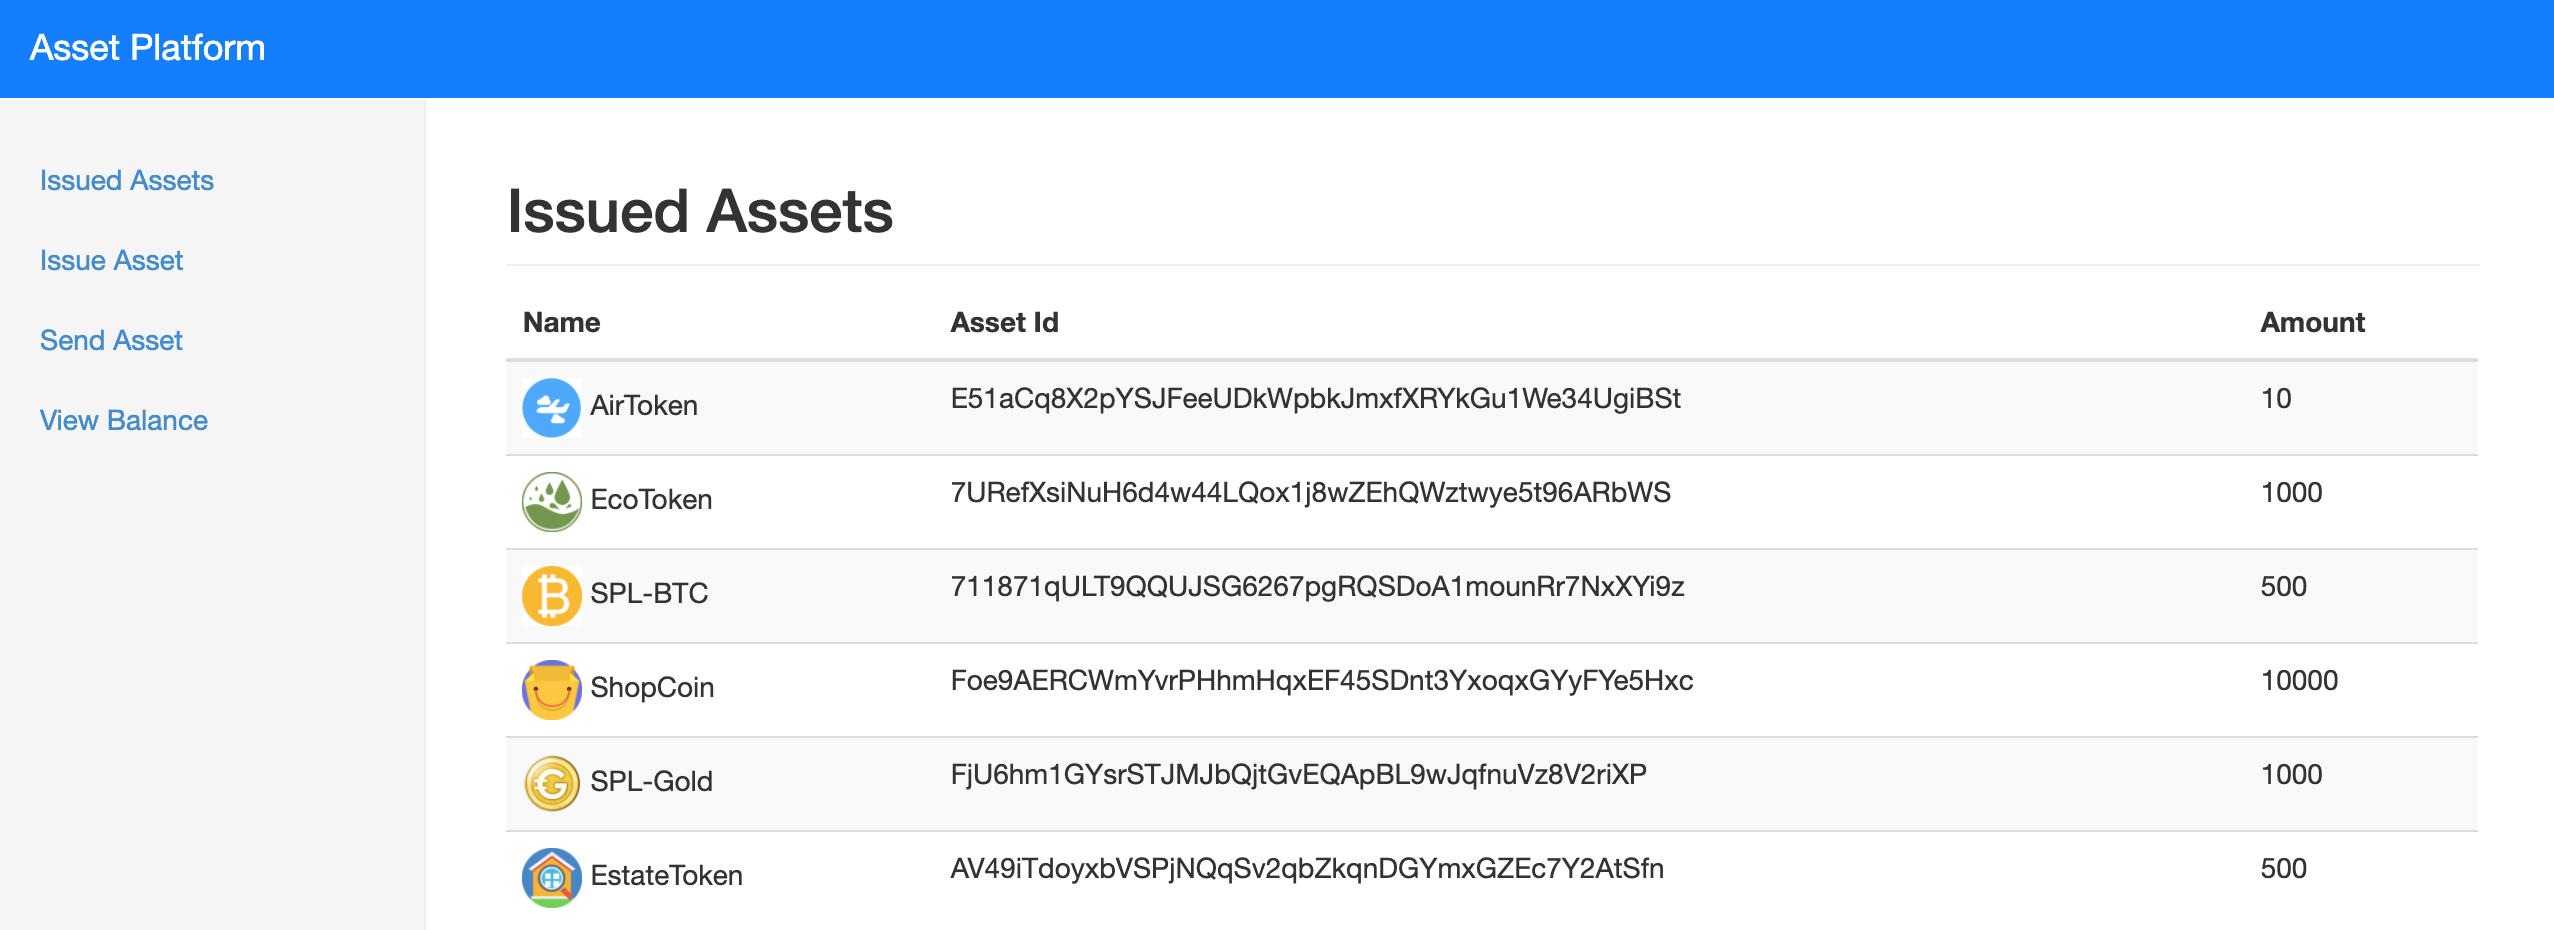 Asset Platform
Issued Assets
Issue Asset
Send Asset
View Balance
Issued Assets
Name Asset Id Amount
AirToken E51aCq8X2pYSJFeeUDkWpbkJmxfXRYkGu1We34UgiBSt 10
EcoToken 7URefXsiNuH6d4w44LQox1j8wZEhQWztwye5t96ARbWS 1000
SPL-BTC 711871qULT9QQUJSG6267pgRQSDoA1mounRr7NxXYi9z 500
ShopCoin Foe9AERCWmYvrPHhmHqxEF45SDnt3YxoqxGYyFYe5Hxc 10000
SPL-Gold FjU6hm1GYsrSTJMJbQjtGvEQApBL9wJqfnuVz8V2riXP 1000
EstateToken AV49iTdoyxbVSPjNQqSv2qbZkqnDGYmxGZEc7Y2AtSfn 500